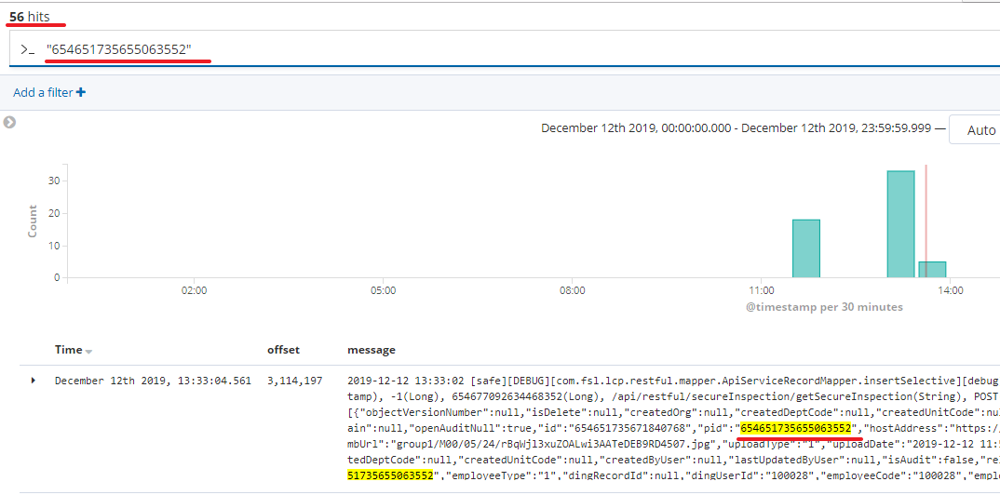 56 hits
>_ "654651735655063552"
Add a filter +
December 12th 2019, 00:00:00.000 - December 12th 2019, 23:59:59.999 —
Auto
30
20
10
0
Count
02:00
05:00
08:00
11:00
14:00
@timestamp per 30 minutes
Time offset message
December 12th 2019, 13:33:04.561 3,114,197 2019-12-12 13:33:02 [safe][DEBUG][com.fsl.lcp.restful.mapper.ApiServiceRecordMapper.insertSelective][debug
tamp), -1(Long), 654677092634468352(Long), /api/restful/secureInspection/getSecureInspection(String), POST
[{"objectVersionNumber":null,"isDelete":null,"createdOrg":null,"createdDeptCode":null,"createdUnitCode":nu
ain":null,"openAuditNull":true,"id":"654651735671840768","pid":"654651735655063552","hostAddress":"https:/
mbUrl":"group1/M00/05/24/rBqWjl3xuZOALwi3AATeDEB9RD4507.jpg","uploadType":"1","uploadDate":"2019-12-12 11:5
tedDeptCode":null,"createdUnitCode":null,"createdByUser":null,"lastUpdatedByUser":null,"isAudit":false,"re
51735655063552","employeeType":"1","dingRecordId":null,"dingUserId":"100028","employeeCode":"100028","emp